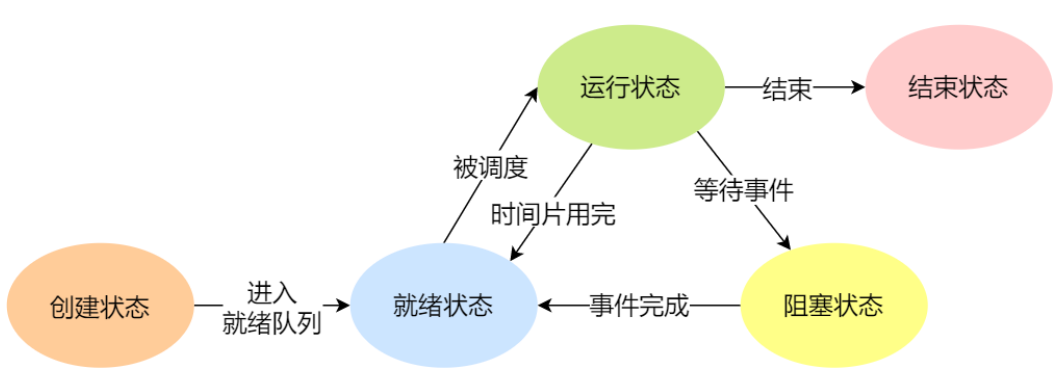 运行状态
结束
结束状态
被调度
等待事件
时间片用完
创建状态
进入
就绪队列
就绪状态
事件完成
阻塞状态